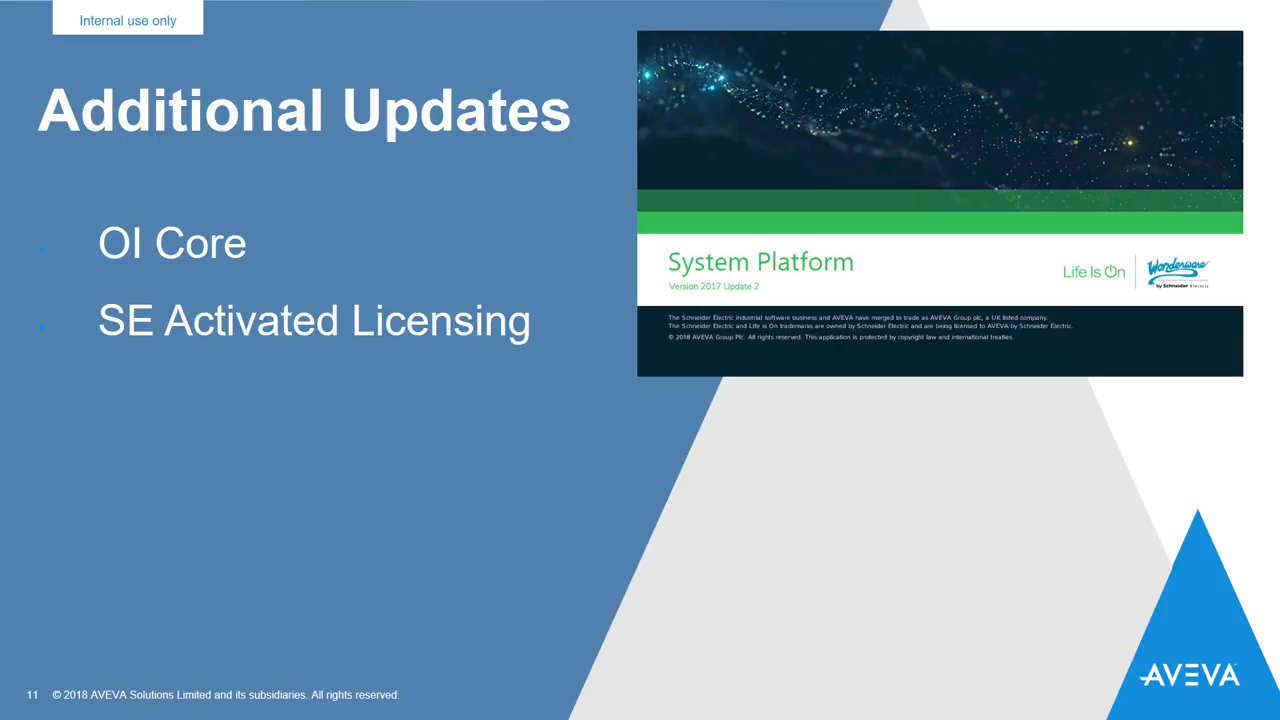 Internal use only
Additional Updates
OI Core
SE Activated Licensing
System Platform
Version 2017 Update 2
Life Is On
Wonderware
by Schneider Electric
The Schneider Electric industrial software business and AVEVA have merged to trade as AVEVA Group plc, a UK listed company.
The Schneider Electric and Life is On trademarks are owned by Schneider Electric and are being licensed to AVEVA by Schneider Electric.
© 2018 AVEVA Group Plc. All rights reserved. This application is protected by copyright law and international treaties.
11 © 2018 AVEVA Solutions Limited and its subsidiaries. All rights reserved.
AVEVA